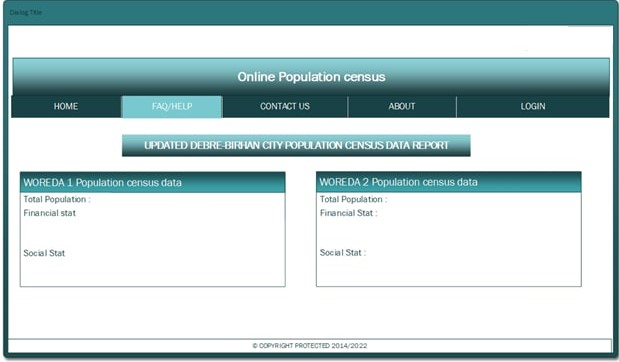 Dialog Title
Online Population census
HOME FAQ/HELP CONTACT US ABOUT LOGIN
UPDATED DEBRE-BIRHAN CITY POPULATION CENSUS DATA REPORT
WOREDA 1 Population census data
Total Population :
Financial stat
Social Stat
WOREDA 2 Population census data
Total Population :
Financial Stat :
Social Stat :
© COPYRIGHT PROTECTED 2014/2022